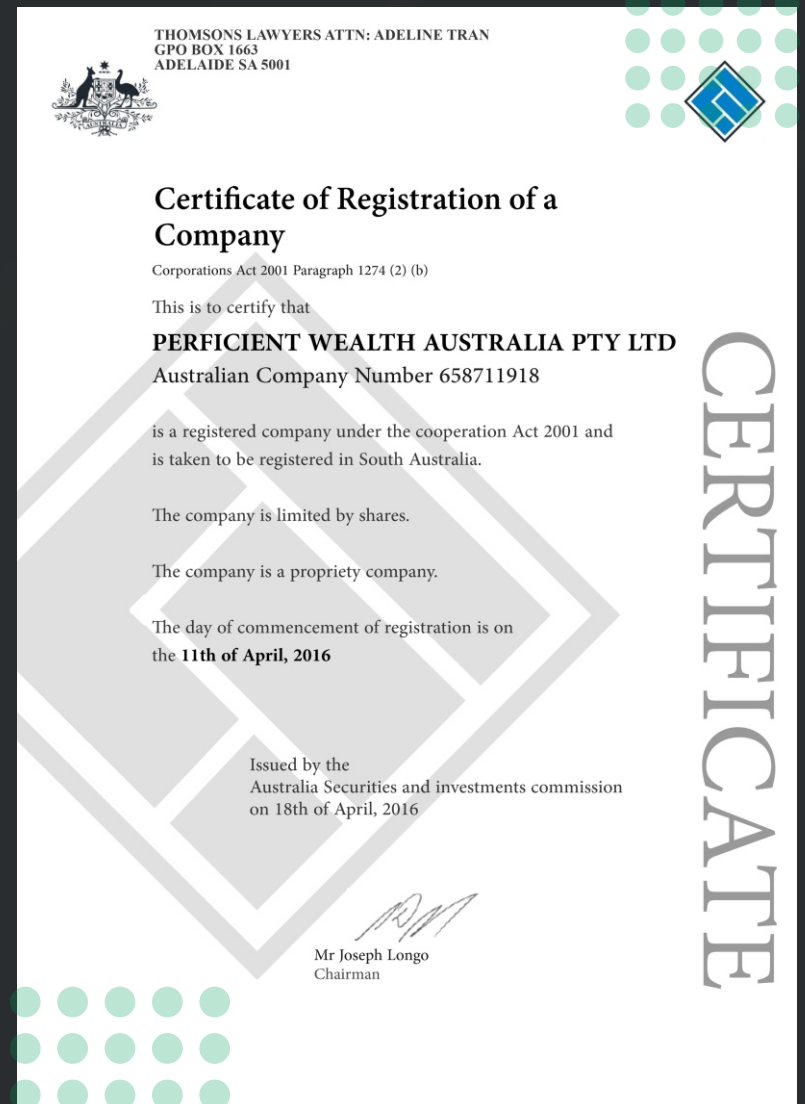 THOMSONS LAWYERS ATTN: ADELINE TRAN
GPO BOX 1663
ADELAIDE SA 5001
AUSTRALIA
Certificate of Registration of a
Company
Corporations Act 2001 Paragraph 1274 (2) (b)
This is to certify that
PERFICIENT WEALTH AUSTRALIA PTY LTD
Australian Company Number 658711918
is a registered company under the cooperation Act 2001 and
is taken to be registered in South Australia.
The company is limited by shares.
The company is a propriety company.
The day of commencement of registration is on
the 11th of April, 2016
Issued by the
Australia Securities and investments commission
on 18th of April, 2016
Mr Joseph Longo
Chairman
CERTIFICATE